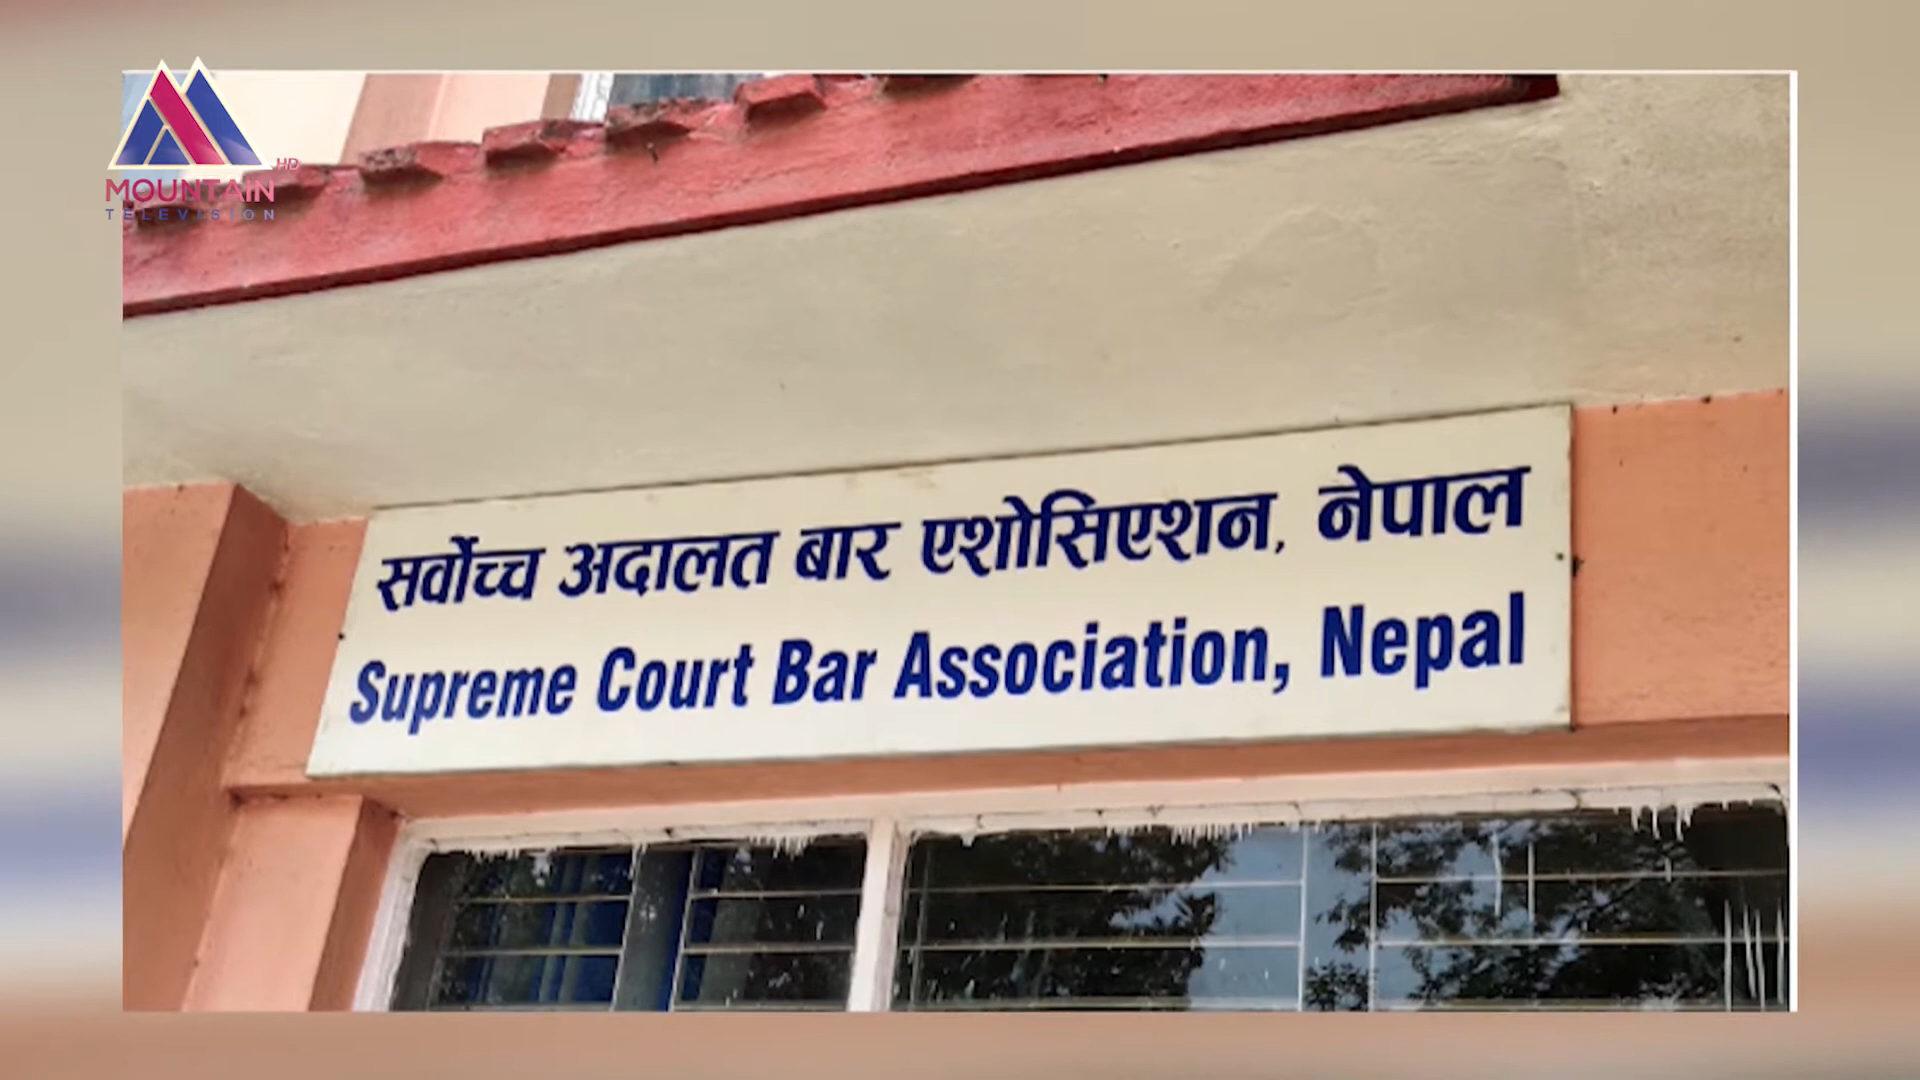 MOUNTAIN HD
TELEVISION
सर्वोच्च अदालत बार एशोसिएशन, नेपाल
Supreme Court Bar Association, Nepal